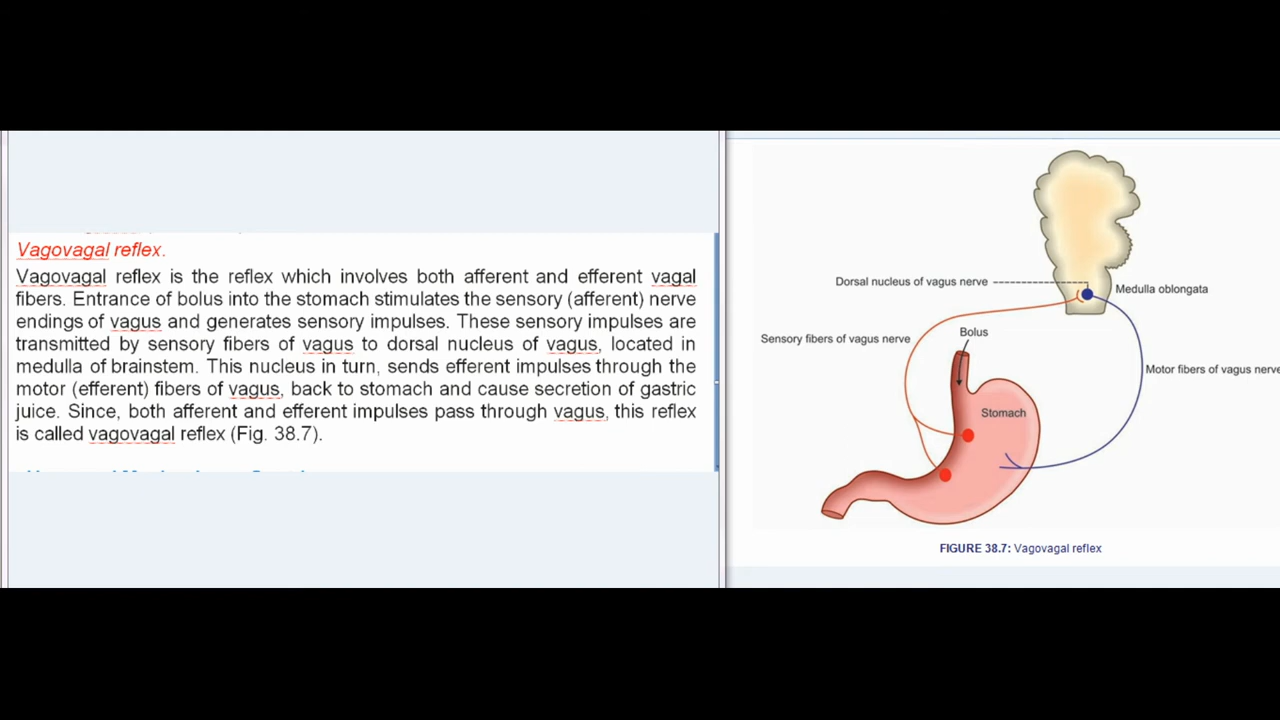 Vagovagal reflex.
Vagovagal reflex is the reflex which involves both afferent and efferent vagal
fibers. Entrance of bolus into the stomach stimulates the sensory (afferent) nerve
endings of vagus and generates sensory impulses. These sensory impulses are
transmitted by sensory fibers of vagus to dorsal nucleus of vagus, located in
medulla of brainstem. This nucleus in turn, sends efferent impulses through the
motor (efferent) fibers of vagus, back to stomach and cause secretion of gastric
juice. Since, both afferent and efferent impulses pass through vagus, this reflex
is called vagovagal reflex (Fig. 38.7).
Dorsal nucleus of vagus nerve
Medulla oblongata
Bolus
Sensory fibers of vagus nerve
Motor fibers of vagus nerve
Stomach
FIGURE 38.7: Vagovagal reflex